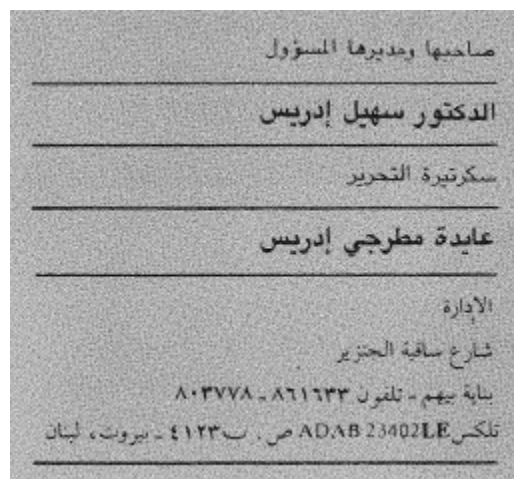 صاحبها ومديرها المسؤول
الدكتور سهيل إدريس
سكرتيرة التحرير
عايدة مطرجي إدريس
الإدارة
شارع ساقية الجنزير
بناية بيهم ـ تلفون ٨٦١٦٣٣ ـ ٨٠٣٧٧٨
تلكس ADAB 23402LE ص. ب ٤١٢٣ ـ بيروت، لبنان